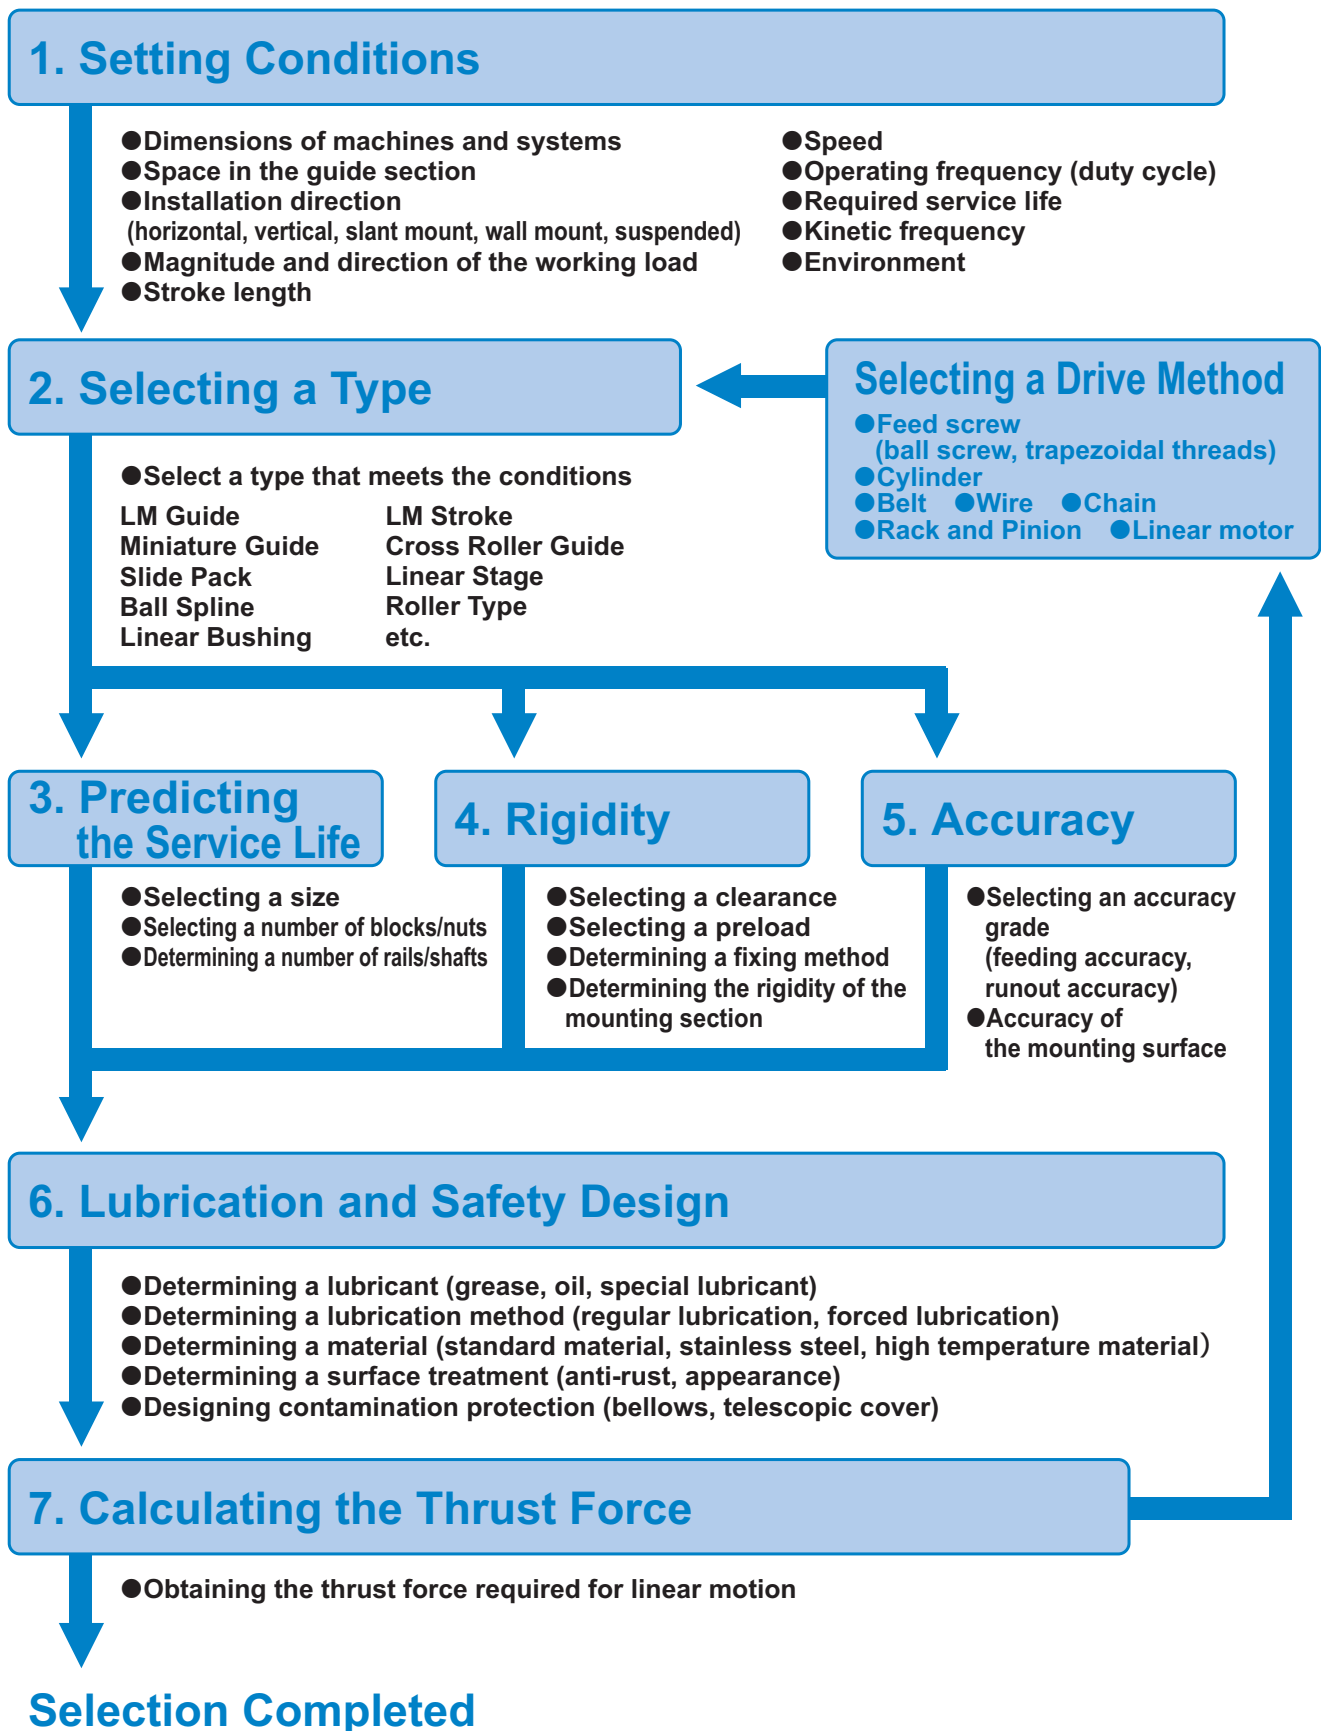 1. Setting Conditions
●Dimensions of machines and systems
●Space in the guide section
●Installation direction
(horizontal, vertical, slant mount, wall mount, suspended)
●Magnitude and direction of the working load
●Stroke length
●Speed
●Operating frequency (duty cycle)
●Required service life
●Kinetic frequency
●Environment
2. Selecting a Type
Selecting a Drive Method
●Feed screw
(ball screw, trapezoidal threads)
●Cylinder
●Belt ●Wire ●Chain
●Rack and Pinion ●Linear motor
●Select a type that meets the conditions
LM Guide
Miniature Guide
Slide Pack
Ball Spline
Linear Bushing
LM Stroke
Cross Roller Guide
Linear Stage
Roller Type
etc.
3. Predicting
the Service Life
●Selecting a size
●Selecting a number of blocks/nuts
●Determining a number of rails/shafts
4. Rigidity
●Selecting a clearance
●Selecting a preload
●Determining a fixing method
●Determining the rigidity of the
mounting section
5. Accuracy
●Selecting an accuracy
grade
(feeding accuracy,
runout accuracy)
●Accuracy of
the mounting surface
6. Lubrication and Safety Design
●Determining a lubricant (grease, oil, special lubricant)
●Determining a lubrication method (regular lubrication, forced lubrication)
●Determining a material (standard material, stainless steel, high temperature material）
●Determining a surface treatment (anti-rust, appearance)
●Designing contamination protection (bellows, telescopic cover)
7. Calculating the Thrust Force
●Obtaining the thrust force required for linear motion
Selection Completed